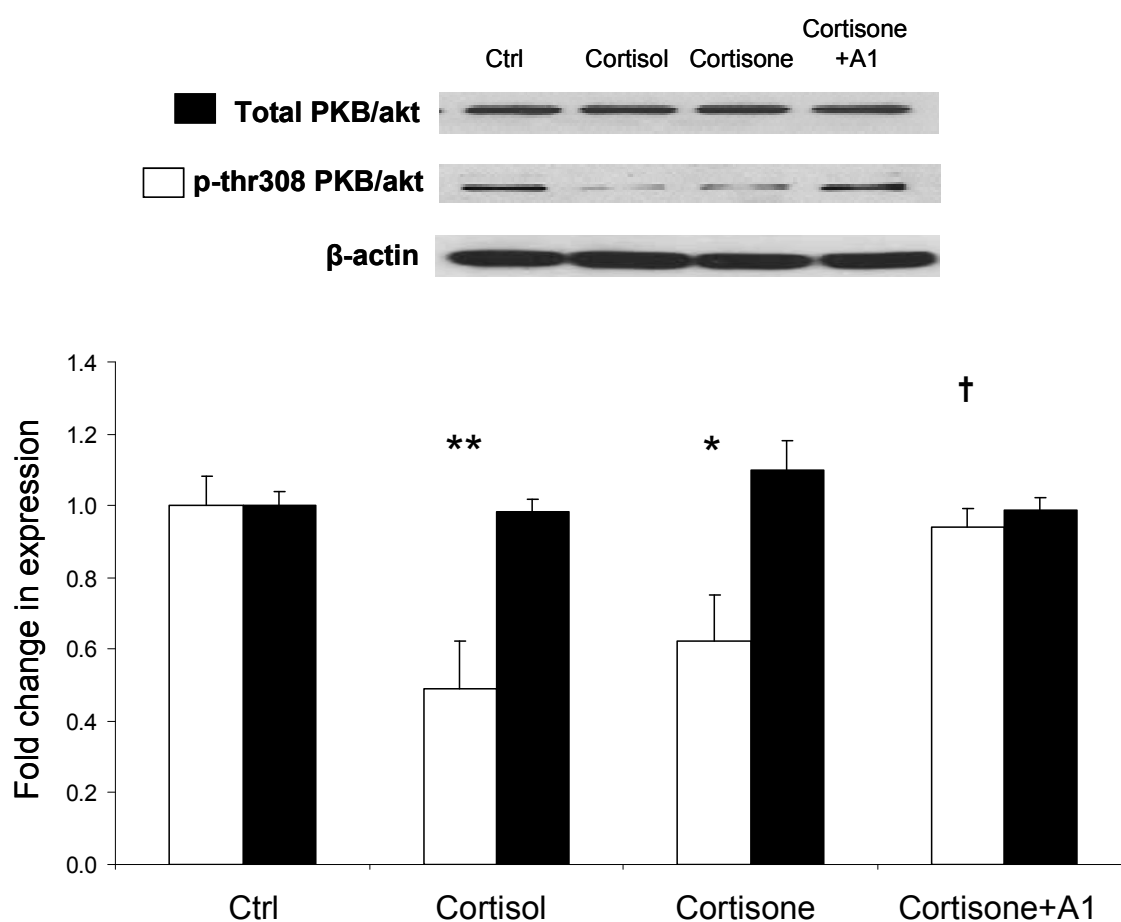 Ctrl
Cortisol
Cortisone
Cortisone
+A1
Total PKB/akt
p-thr308 PKB/akt
β-actin
Fold change in expression
1.4
1.2
1.0
0.8
0.6
0.4
0.2
0.0
**
*
†
Ctrl
Cortisol
Cortisone
Cortisone+A1